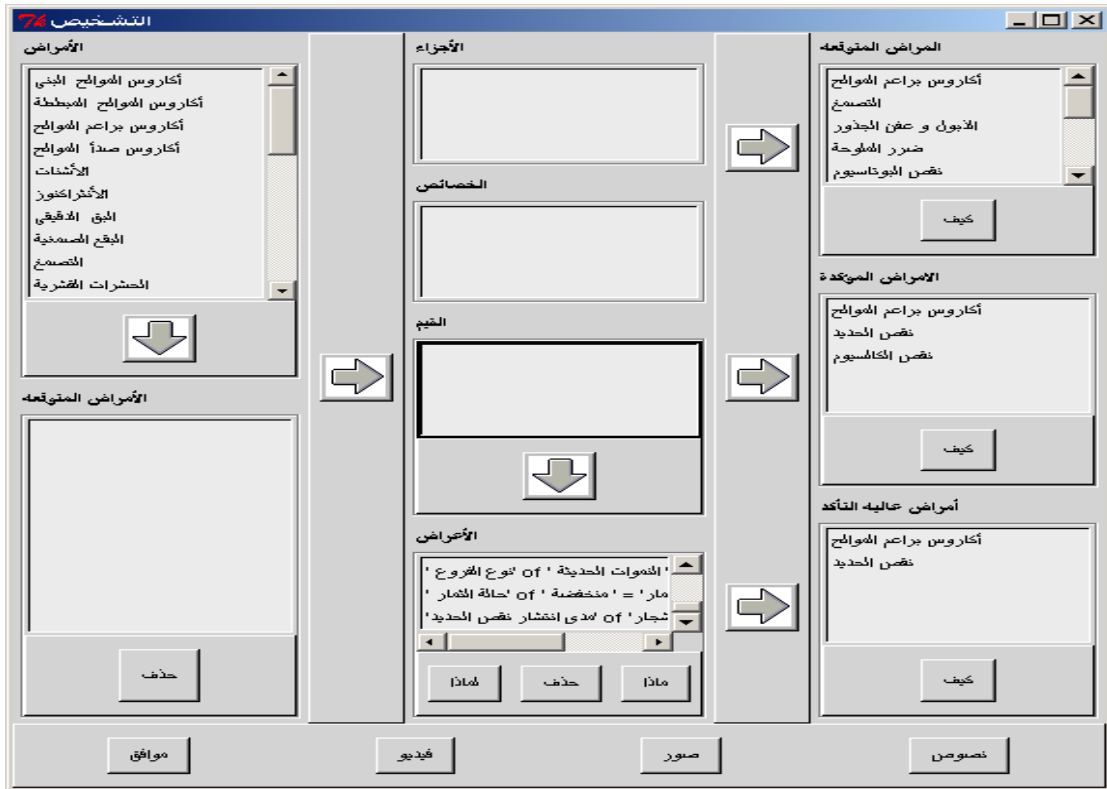 التشخيص
الأمراض
أكاروس الموالح البنى
أكاروس الموالح المبططة
أكاروس براعم الموالح
أكاروس صدأ الموالح
الأشنات
الأنثراكنوز
البق الدقيقى
البقع الصمغية
التصمغ
الحشرات القشرية
الأمراض المتوقعه
حذف
الأجزاء
الخصائص
القيم
الأعراض
' النموات الحديثة ' of 'نوع الفروع '
مار' = ' منخفضة ' of 'حالة الثمار '
شجار' of 'مدى انتشار نقص الحديد'
لماذا
حذف
ماذا
المراض المتوقعه
أكاروس براعم الموالح
التصمغ
الذبول و عفن الجذور
ضرر الملوحة
نقص البوتاسيوم
كيف
الامراض الموءكدة
أكاروس براعم الموالح
نقص الحديد
نقص الكالسيوم
كيف
أمراض عاليه التأكد
أكاروس براعم الموالح
نقص الحديد
كيف
موافق
فيديو
صور
نصوص